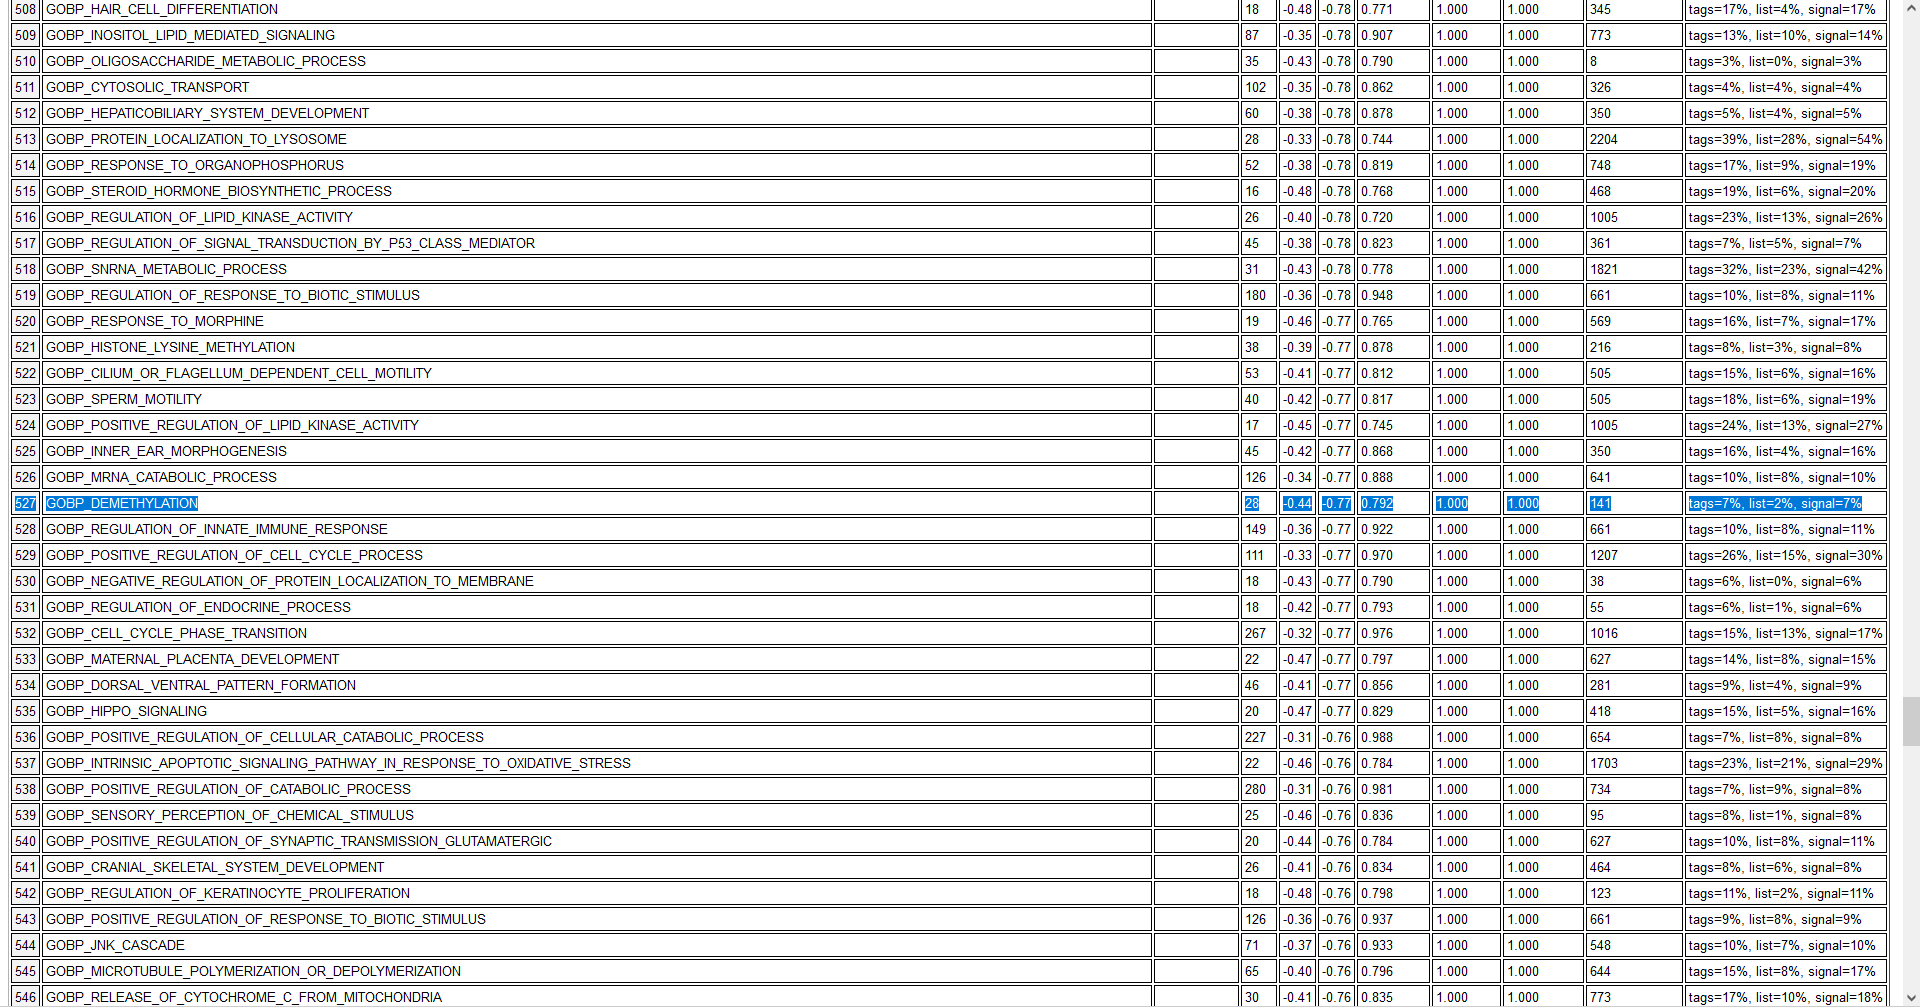 508 GOBP_HAIR_CELL_DIFFERENTIATION 18 -0.48 -0.78 0.771 1.000 1.000 345 tags=17%, list=4%, signal=17%
509 GOBP_INOSITOL_LIPID_MEDIATED_SIGNALING 87 -0.35 -0.78 0.907 1.000 1.000 773 tags=13%, list=10%, signal=14%
510 GOBP_OLIGOSACCHARIDE_METABOLIC_PROCESS 35 -0.43 -0.78 0.790 1.000 1.000 8 tags=3%, list=0%, signal=3%
511 GOBP_CYTOSOLIC_TRANSPORT 102 -0.35 -0.78 0.862 1.000 1.000 326 tags=4%, list=4%, signal=4%
512 GOBP_HEPATICOBILIARY_SYSTEM_DEVELOPMENT 60 -0.38 -0.78 0.878 1.000 1.000 350 tags=5%, list=4%, signal=5%
513 GOBP_PROTEIN_LOCALIZATION_TO_LYSOSOME 28 -0.33 -0.78 0.744 1.000 1.000 2204 tags=39%, list=28%, signal=54%
514 GOBP_RESPONSE_TO_ORGANOPHOSPHORUS 52 -0.38 -0.78 0.819 1.000 1.000 748 tags=17%, list=9%, signal=19%
515 GOBP_STEROID_HORMONE_BIOSYNTHETIC_PROCESS 16 -0.48 -0.78 0.768 1.000 1.000 468 tags=19%, list=6%, signal=20%
516 GOBP_REGULATION_OF_LIPID_KINASE_ACTIVITY 26 -0.40 -0.78 0.720 1.000 1.000 1005 tags=23%, list=13%, signal=26%
517 GOBP_REGULATION_OF_SIGNAL_TRANSDUCTION_BY_P53_CLASS_MEDIATOR 45 -0.38 -0.78 0.823 1.000 1.000 361 tags=7%, list=5%, signal=7%
518 GOBP_SNRNA_METABOLIC_PROCESS 31 -0.43 -0.78 0.778 1.000 1.000 1821 tags=32%, list=23%, signal=42%
519 GOBP_REGULATION_OF_RESPONSE_TO_BIOTIC_STIMULUS 180 -0.36 -0.78 0.948 1.000 1.000 661 tags=10%, list=8%, signal=11%
520 GOBP_RESPONSE_TO_MORPHINE 19 -0.46 -0.77 0.765 1.000 1.000 569 tags=16%, list=7%, signal=17%
521 GOBP_HISTONE_LYSINE_METHYLATION 38 -0.39 -0.77 0.878 1.000 1.000 216 tags=8%, list=3%, signal=8%
522 GOBP_CILIUM_OR_FLAGELLUM_DEPENDENT_CELL_MOTILITY 53 -0.41 -0.77 0.812 1.000 1.000 505 tags=15%, list=6%, signal=16%
523 GOBP_SPERM_MOTILITY 40 -0.42 -0.77 0.817 1.000 1.000 505 tags=18%, list=6%, signal=19%
524 GOBP_POSITIVE_REGULATION_OF_LIPID_KINASE_ACTIVITY 17 -0.45 -0.77 0.745 1.000 1.000 1005 tags=24%, list=13%, signal=27%
525 GOBP_INNER_EAR_MORPHOGENESIS 45 -0.42 -0.77 0.868 1.000 1.000 350 tags=16%, list=4%, signal=16%
526 GOBP_MRNA_CATABOLIC_PROCESS 126 -0.34 -0.77 0.888 1.000 1.000 641 tags=10%, list=8%, signal=10%
527 GOBP_DEMETHYLATION 28 -0.44 -0.77 0.792 1.000 1.000 141 tags=7%, list=2%, signal=7%
528 GOBP_REGULATION_OF_INNATE_IMMUNE_RESPONSE 149 -0.36 -0.77 0.922 1.000 1.000 661 tags=10%, list=8%, signal=11%
529 GOBP_POSITIVE_REGULATION_OF_CELL_CYCLE_PROCESS 111 -0.33 -0.77 0.970 1.000 1.000 1207 tags=26%, list=15%, signal=30%
530 GOBP_NEGATIVE_REGULATION_OF_PROTEIN_LOCALIZATION_TO_MEMBRANE 18 -0.43 -0.77 0.790 1.000 1.000 38 tags=6%, list=0%, signal=6%
531 GOBP_REGULATION_OF_ENDOCRINE_PROCESS 18 -0.42 -0.77 0.793 1.000 1.000 55 tags=6%, list=1%, signal=6%
532 GOBP_CELL_CYCLE_PHASE_TRANSITION 267 -0.32 -0.77 0.976 1.000 1.000 1016 tags=15%, list=13%, signal=17%
533 GOBP_MATERNAL_PLACENTA_DEVELOPMENT 22 -0.47 -0.77 0.797 1.000 1.000 627 tags=14%, list=8%, signal=15%
534 GOBP_DORSAL_VENTRAL_PATTERN_FORMATION 46 -0.41 -0.77 0.856 1.000 1.000 281 tags=9%, list=4%, signal=9%
535 GOBP_HIPPO_SIGNALING 20 -0.47 -0.77 0.829 1.000 1.000 418 tags=15%, list=5%, signal=16%
536 GOBP_POSITIVE_REGULATION_OF_CELLULAR_CATABOLIC_PROCESS 227 -0.31 -0.76 0.988 1.000 1.000 654 tags=7%, list=8%, signal=8%
537 GOBP_INTRINSIC_APOPTOTIC_SIGNALING_PATHWAY_IN_RESPONSE_TO_OXIDATIVE_STRESS 22 -0.46 -0.76 0.784 1.000 1.000 1703 tags=23%, list=21%, signal=29%
538 GOBP_POSITIVE_REGULATION_OF_CATABOLIC_PROCESS 280 -0.31 -0.76 0.981 1.000 1.000 734 tags=7%, list=9%, signal=8%
539 GOBP_SENSORY_PERCEPTION_OF_CHEMICAL_STIMULUS 25 -0.46 -0.76 0.836 1.000 1.000 95 tags=8%, list=1%, signal=8%
540 GOBP_POSITIVE_REGULATION_OF_SYNAPTIC_TRANSMISSION_GLUTAMATERGIC 20 -0.44 -0.76 0.784 1.000 1.000 627 tags=10%, list=8%, signal=11%
541 GOBP_CRANIAL_SKELETAL_SYSTEM_DEVELOPMENT 26 -0.41 -0.76 0.834 1.000 1.000 464 tags=8%, list=6%, signal=8%
542 GOBP_REGULATION_OF_KERATINOCYTE_PROLIFERATION 18 -0.48 -0.76 0.798 1.000 1.000 123 tags=11%, list=2%, signal=11%
543 GOBP_POSITIVE_REGULATION_OF_RESPONSE_TO_BIOTIC_STIMULUS 126 -0.36 -0.76 0.937 1.000 1.000 661 tags=9%, list=8%, signal=9%
544 GOBP_JNK_CASCADE 71 -0.37 -0.76 0.933 1.000 1.000 548 tags=10%, list=7%, signal=10%
545 GOBP_MICROTUBULE_POLYMERIZATION_OR_DEPOLYMERIZATION 65 -0.40 -0.76 0.796 1.000 1.000 644 tags=15%, list=8%, signal=17%
546 GOBP_RELEASE_OF_CYTOCHROME_C_FROM_MITOCHONDRIA 30 -0.41 -0.76 0.835 1.000 1.000 773 tags=17%, list=10%, signal=18%